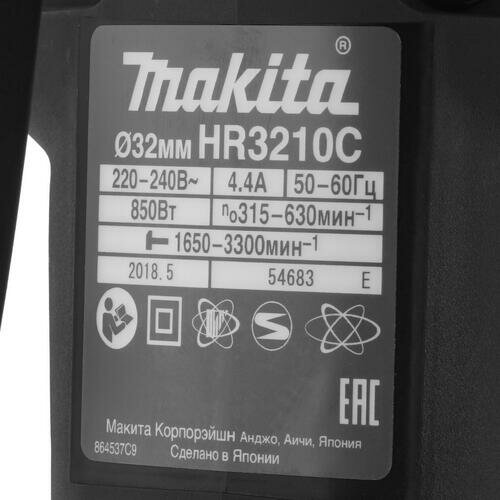 makita®
Ø32мм HR3210C
220-240В~ 4.4А 50-60Гц
850Вт n₀315-630мин⁻¹
1650-3300мин⁻¹
2018.5 54683 E
EAC
Макита Корпорэйшн Анджо, Аичи, Япония
864537C9 Сделано в Японии